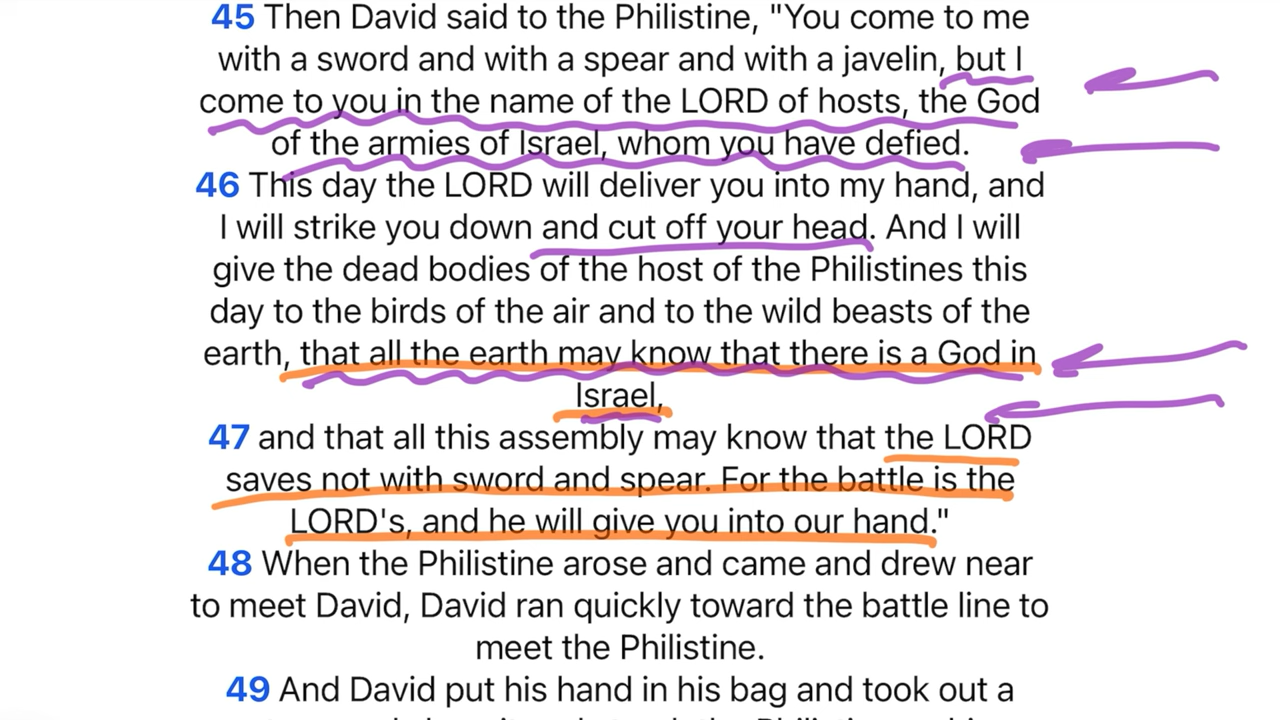 45 Then David said to the Philistine, "You come to me
with a sword and with a spear and with a javelin, but I
come to you in the name of the LORD of hosts, the God
of the armies of Israel, whom you have defied.
46 This day the LORD will deliver you into my hand, and
I will strike you down and cut off your head. And I will
give the dead bodies of the host of the Philistines this
day to the birds of the air and to the wild beasts of the
earth, that all the earth may know that there is a God in
Israel,
47 and that all this assembly may know that the LORD
saves not with sword and spear. For the battle is the
LORD's, and he will give you into our hand."
48 When the Philistine arose and came and drew near
to meet David, David ran quickly toward the battle line to
meet the Philistine.
49 And David put his hand in his bag and took out a